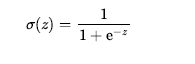 σ(z) = 1 / (1 + e^{-z})